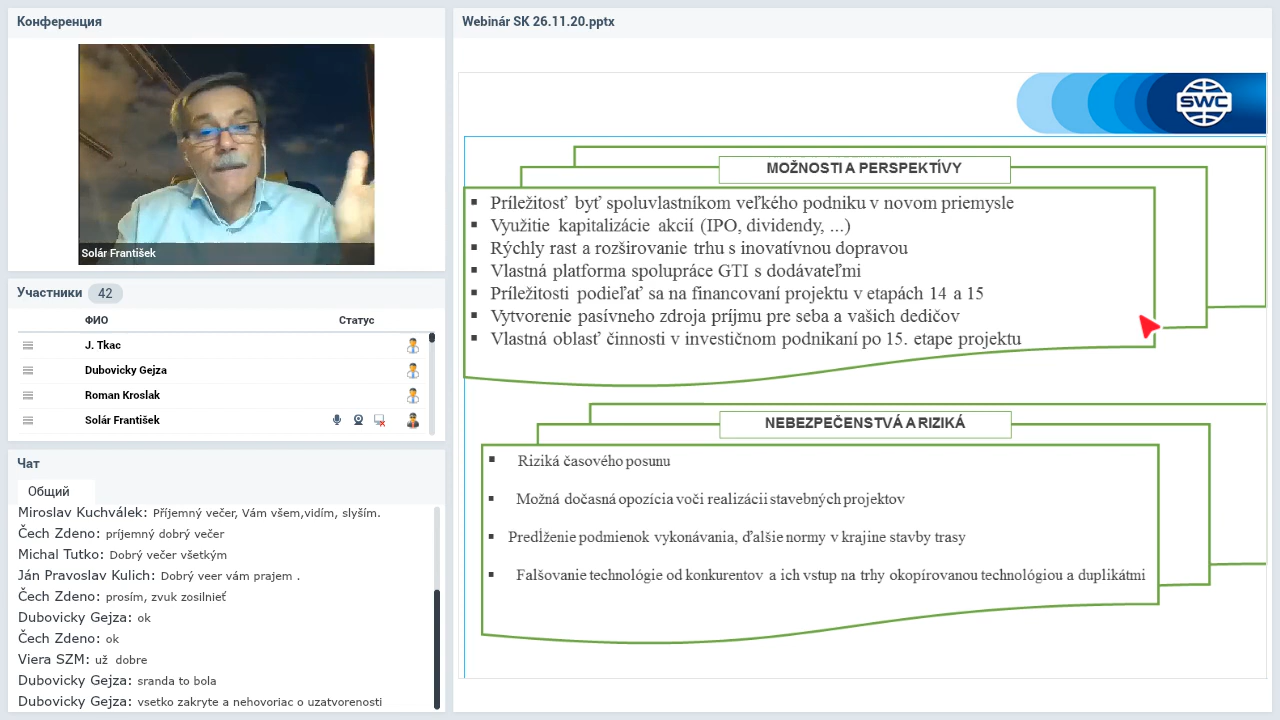 Конференция
Solár František
Участники 42
ФИО Статус
J. Tkac
Dubovicky Gejza
Roman Kroslak
Solár František
Чат
Общий
Miroslav Kuchválek: Příjemný večer, Vám všem,vidím, slyším.
Čech Zdeno: príjemný dobrý večer
Michal Tutko: Dobrý večer všetkým
Ján Pravoslav Kulich: Dobrý veer vám prajem .
Čech Zdeno: prosím, zvuk zosilnieť
Dubovicky Gejza: ok
Čech Zdeno: ok
Viera SZM: už dobre
Dubovicky Gejza: sranda to bola
Dubovicky Gejza: vsetko zakryte a nehovoriac o uzatvorenosti
Webinár SK 26.11.20.pptx
SWC
MOŽNOSTI A PERSPEKTÍVY
▪ Príležitosť byť spoluvlastníkom veľkého podniku v novom priemysle
▪ Využitie kapitalizácie akcií (IPO, dividendy, ...)
▪ Rýchly rast a rozširovanie trhu s inovatívnou dopravou
▪ Vlastná platforma spolupráce GTI s dodávateľmi
▪ Príležitosti podieľať sa na financovaní projektu v etapách 14 a 15
▪ Vytvorenie pasívneho zdroja príjmu pre seba a vašich dedičov
▪ Vlastná oblasť činnosti v investičnom podnikaní po 15. etape projektu
NEBEZPEČENSTVÁ A RIZIKÁ
▪ Riziká časového posunu
▪ Možná dočasná opozícia voči realizácii stavebných projektov
▪ Predĺženie podmienok vykonávania, ďalšie normy v krajine stavby trasy
▪ Falšovanie technológie od konkurentov a ich vstup na trhy okopírovanou technológiou a duplikátmi